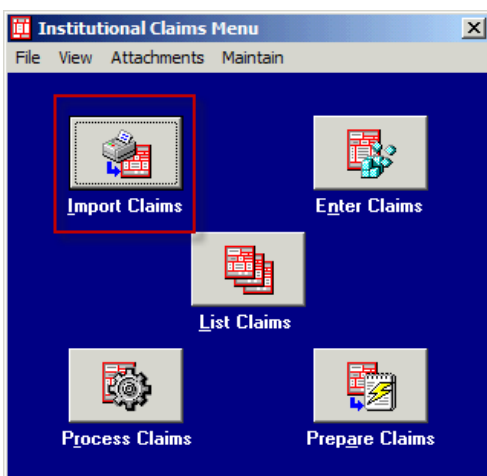 Institutional Claims Menu
File View Attachments Maintain
Import Claims
Enter Claims
List Claims
Process Claims
Prepare Claims